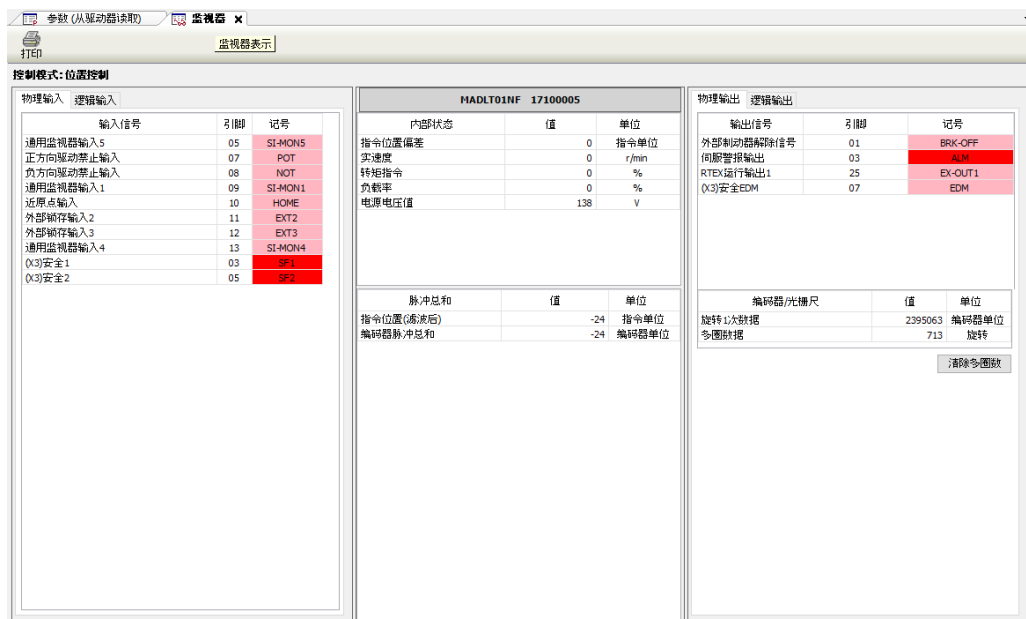 参数 (从驱动器读取) 监视器 x
打印 监视器表示
控制模式:位置控制
物理输入 逻辑输入
输入信号 引脚 记号
通用监视器输入5 05 SI-MON5
正方向驱动禁止输入 07 POT
负方向驱动禁止输入 08 NOT
通用监视器输入1 09 SI-MON1
近原点输入 10 HOME
外部锁存输入2 11 EXT2
外部锁存输入3 12 EXT3
通用监视器输入4 13 SI-MON4
(X3)安全1 03 SF1
(X3)安全2 05 SF2
MADLT01NF 17100005
内部状态 值 单位
指令位置偏差 0 指令单位
实速度 0 r/min
转矩指令 0 %
负载率 0 %
电源电压值 138 V
脉冲总和 值 单位
指令位置(滤波后) -24 指令单位
编码器脉冲总和 -24 编码器单位
物理输出 逻辑输出
输出信号 引脚 记号
外部制动器解除信号 01 BRK-OFF
伺服警报输出 03 ALM
RTEX运行输出1 25 EX-OUT1
(X3)安全EDM 07 EDM
编码器/光栅尺 值 单位
旋转1次数据 2395063 编码器单位
多圈数据 713 旋转
清除多圈数